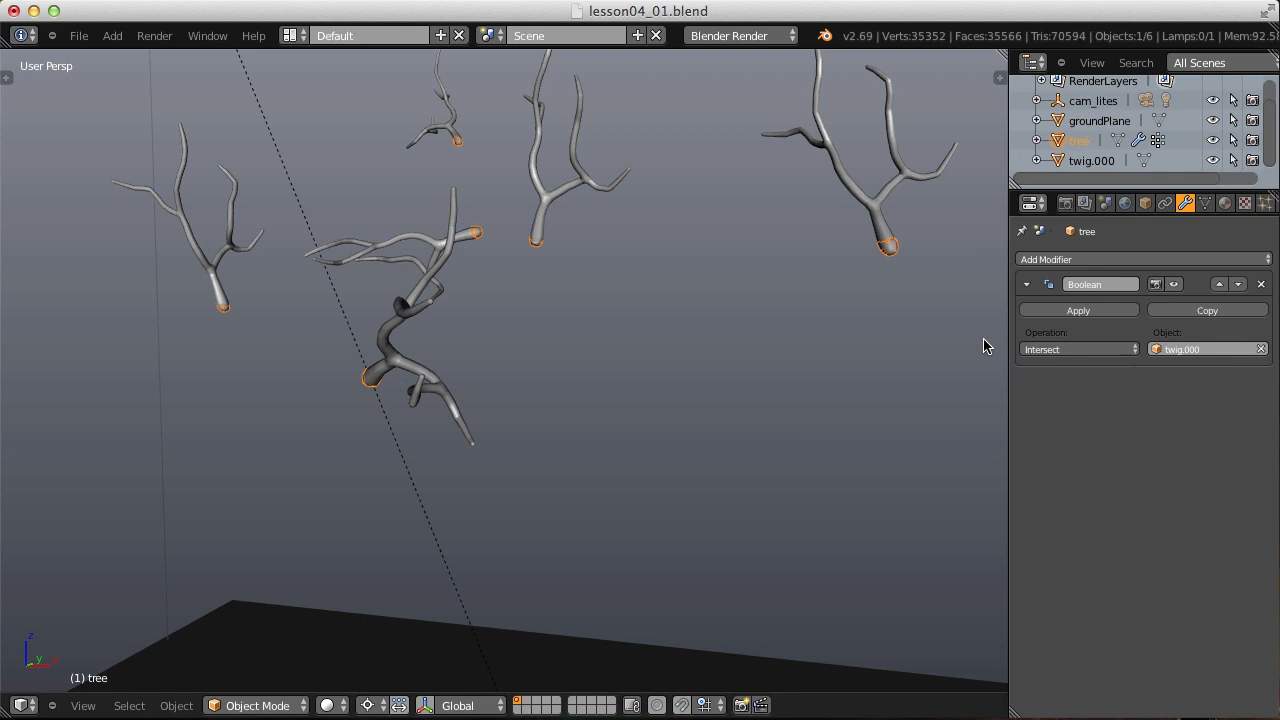 lesson04_01.blend
File Add Render Window Help Default Scene Blender Render v2.69 | Verts:35352 | Faces:35566 | Tris:70594 | Objects:1/6 | Lamps:0/1 | Mem:92.5
User Persp
View Search All Scenes
RenderLayers
cam_lites
groundPlane
tree
twig.000
tree
Add Modifier
Boolean
Apply Copy
Operation: Object:
Intersect twig.000
z
y
x
(1) tree
View Select Object Object Mode Global